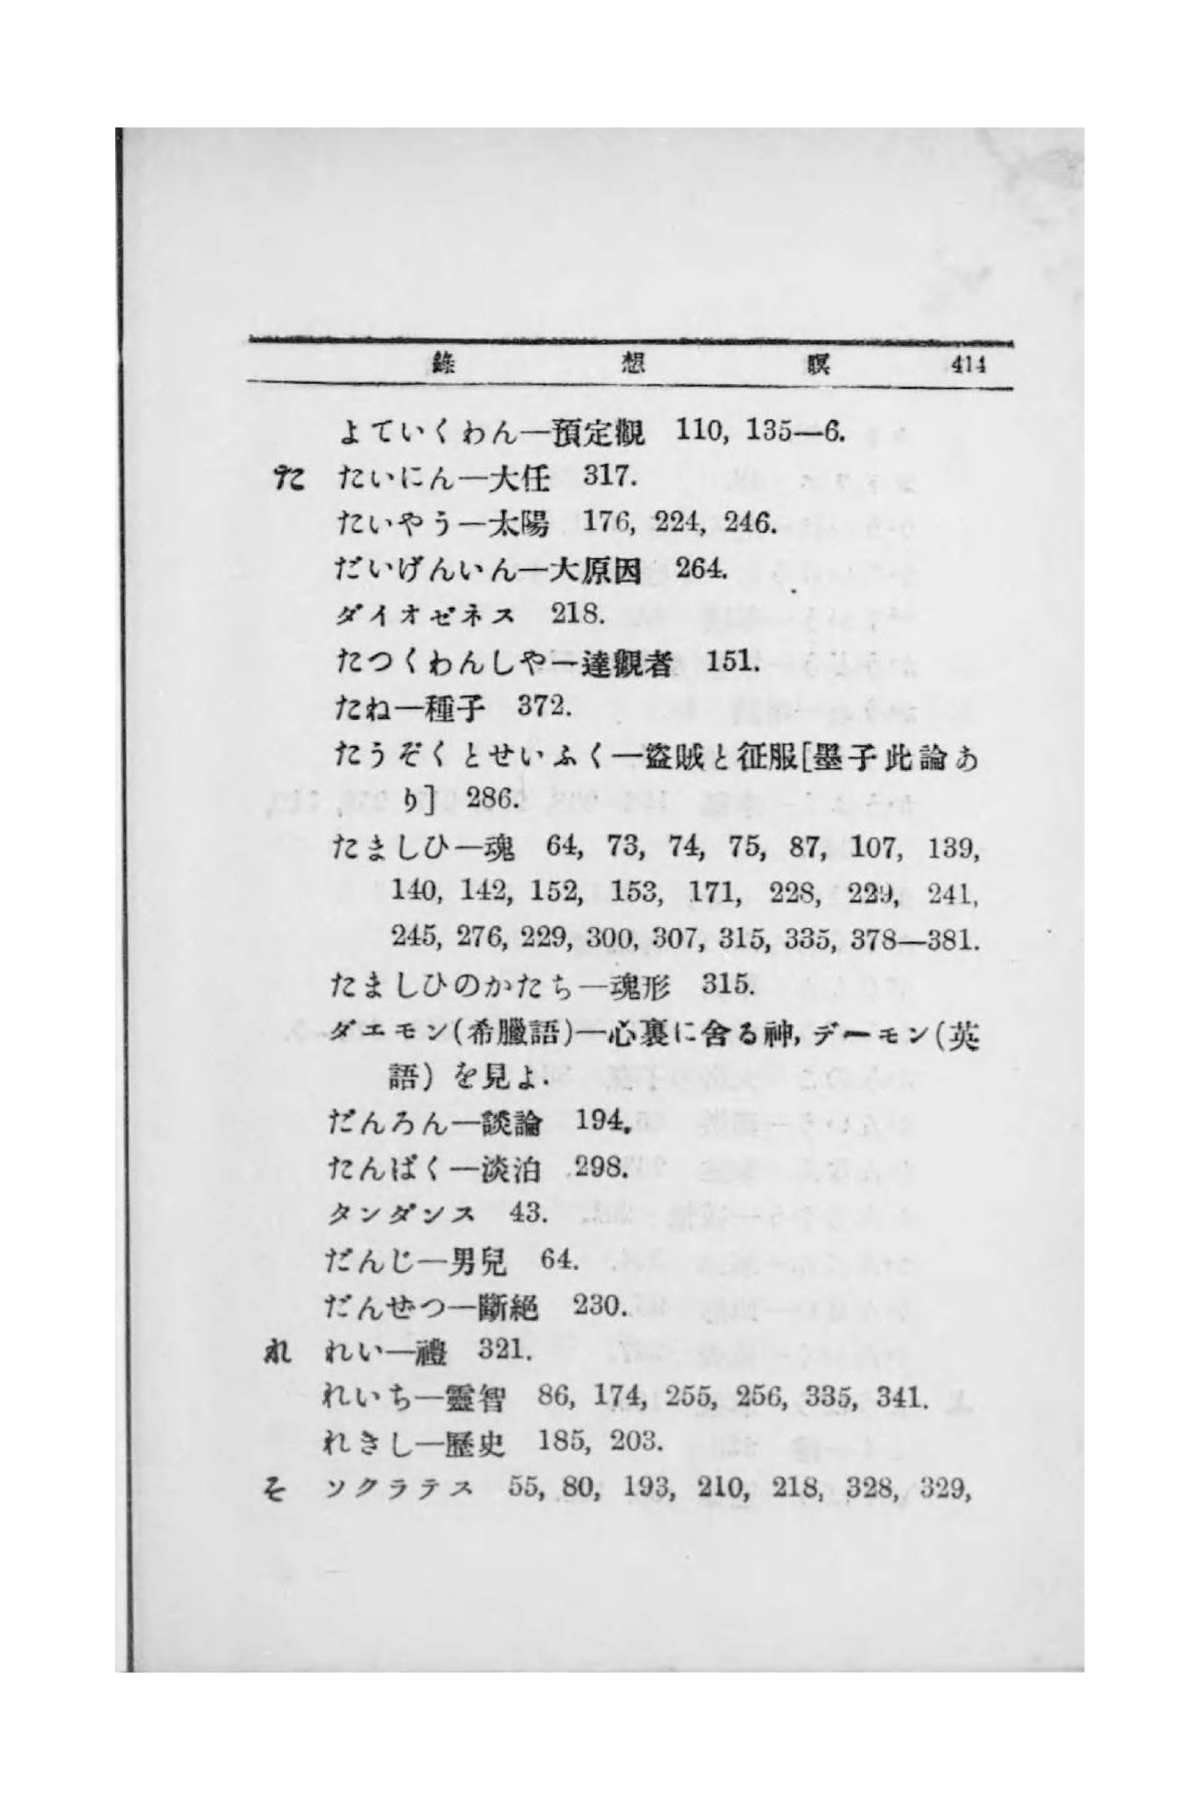 錄 想 瞑 414
よていくわん—預定觀 110, 135—6.
た たいにん—大任 317.
たいやう—太陽 176, 224, 246.
だいげんいん—大原因 264.
ダイオゼネス 218.
たつくわんしや—達觀者 151.
たね—種子 372.
たうぞくとせいふく—盜賊と征服[墨子此論あ
り] 286.
たましひ—魂 64, 73, 74, 75, 87, 107, 139,
140, 142, 152, 153, 171, 228, 229, 241,
245, 276, 229, 300, 307, 315, 335, 378—381.
たましひのかたち—魂形 315.
ダエモン(希臘語)—心裏に舍る神, デーモン(英
語) を見よ.
だんろん—談論 194.
たんぱく—淡泊 298.
タンダンス 43.
だんじ—男兒 64.
だんぜつ—斷絕 230.
れ れい—禮 321.
れいち—靈智 86, 174, 255, 256, 335, 341.
れきし—歷史 185, 203.
そ ソクラテス 55, 80, 193, 210, 218, 328, 329,